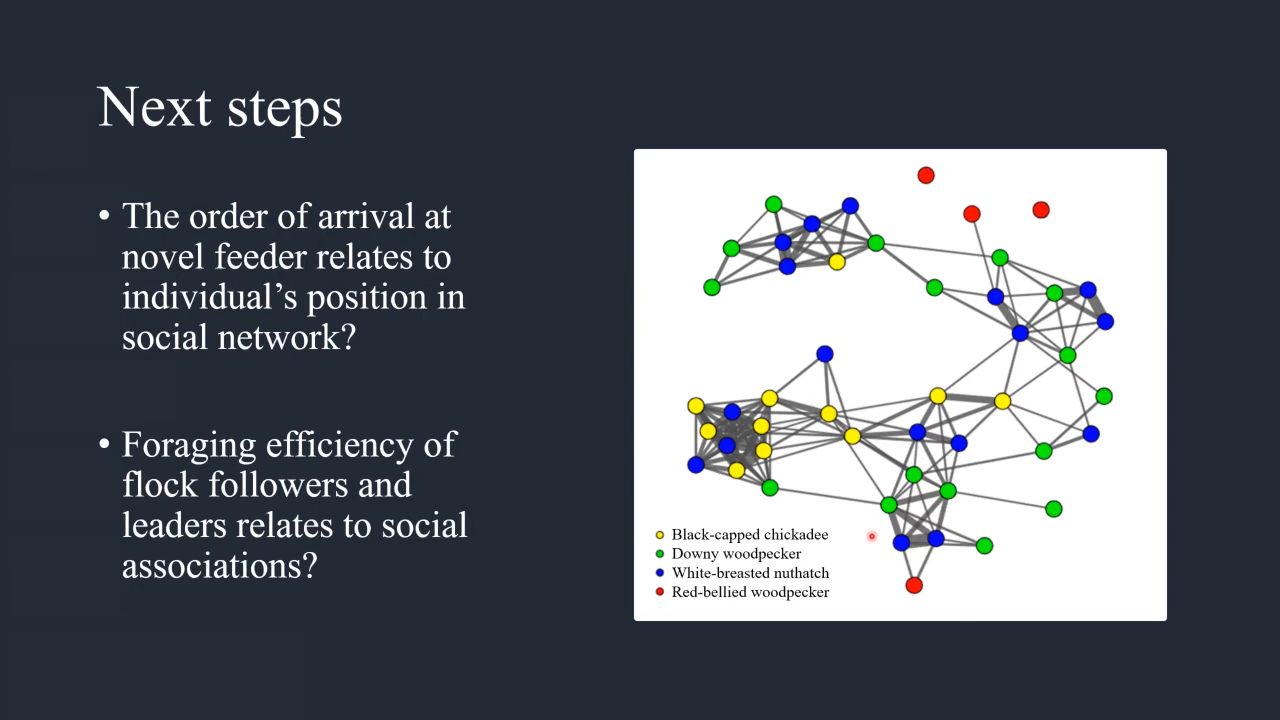 Next steps
• The order of arrival at
novel feeder relates to
individual’s position in
social network?
• Foraging efficiency of
flock followers and
leaders relates to social
associations?
Black-capped chickadee
Downy woodpecker
White-breasted nuthatch
Red-bellied woodpecker